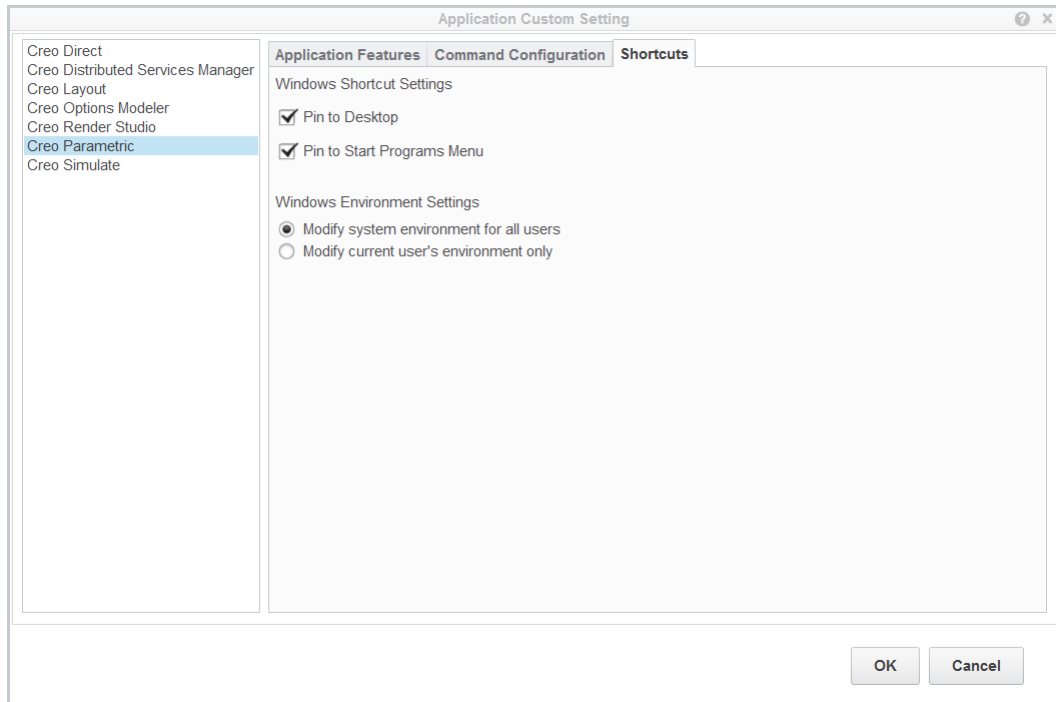 Application Custom Setting
Creo Direct
Creo Distributed Services Manager
Creo Layout
Creo Options Modeler
Creo Render Studio
Creo Parametric
Creo Simulate
Application Features Command Configuration Shortcuts
Windows Shortcut Settings
Pin to Desktop
Pin to Start Programs Menu
Windows Environment Settings
Modify system environment for all users
Modify current user's environment only
OK Cancel